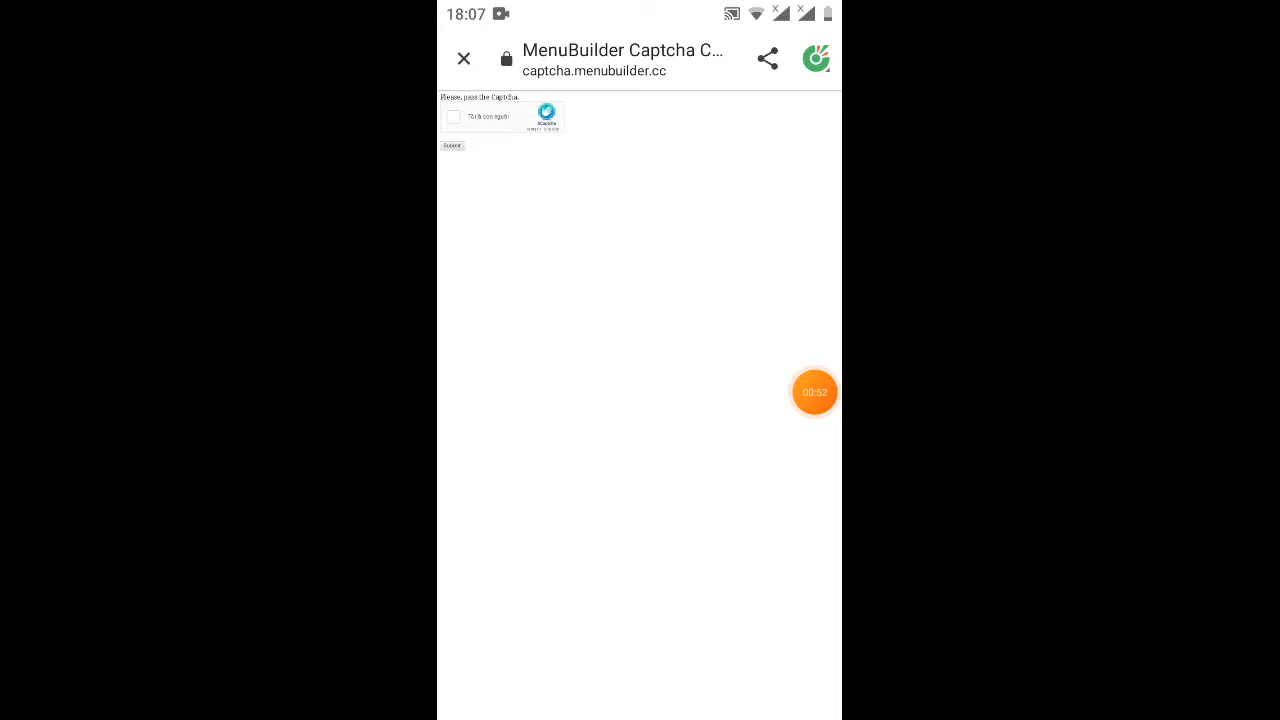 18:07
MenuBuilder Captcha C...
captcha.menubuilder.cc
Please, pass the Captcha.
Tôi là con người
hCaptcha
Submit
00:52